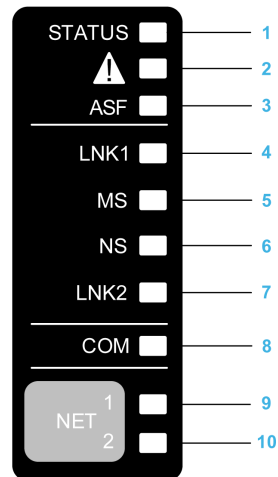 STATUS 1
2
ASF 3
LNK1 4
MS 5
NS 6
LNK2 7
COM 8
NET 1 9
2 10